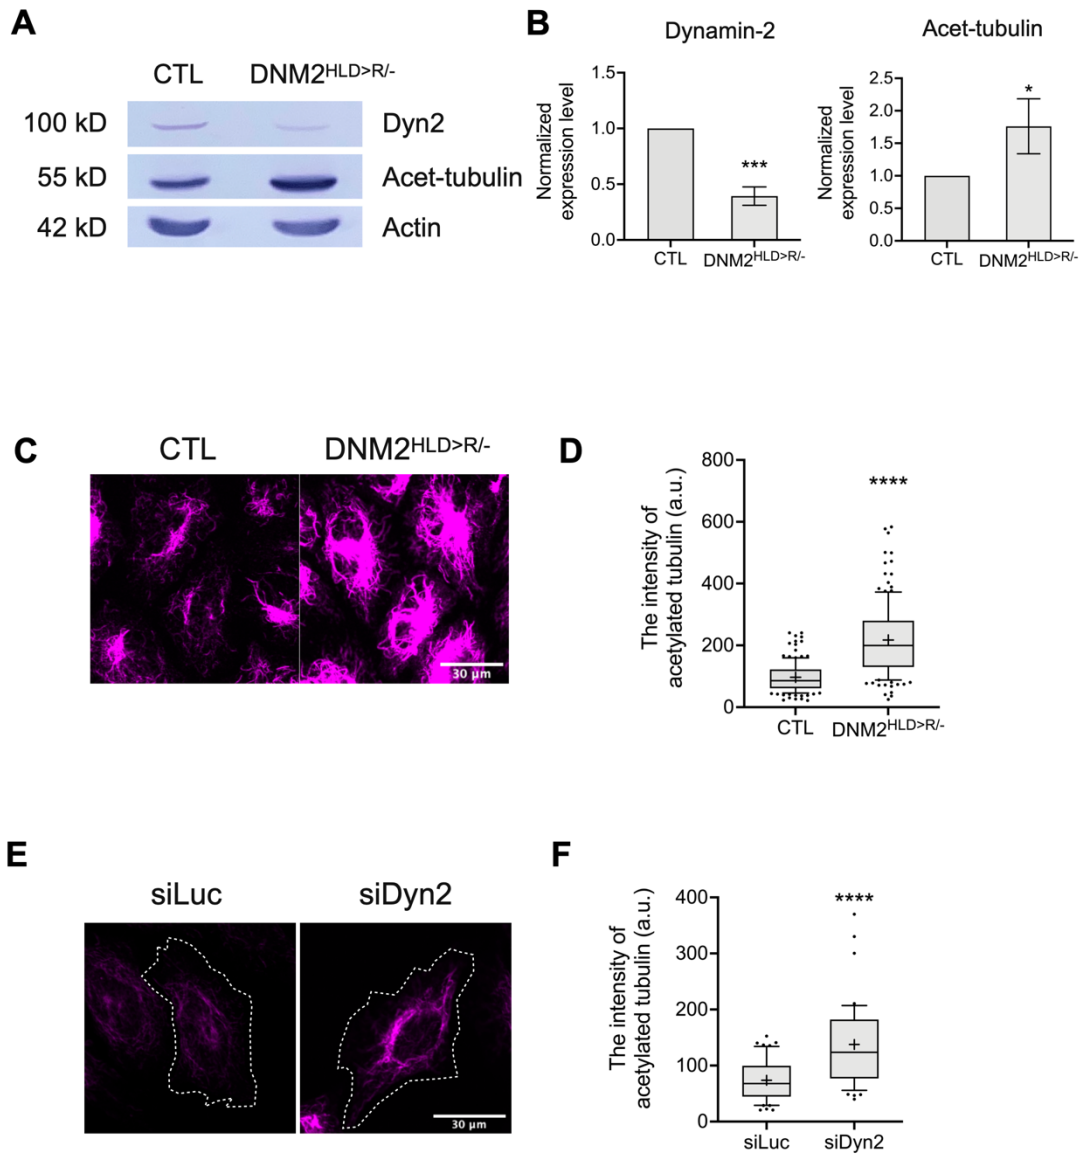 A
CTL DNM2HLD>R/-
100 kD Dyn2
55 kD Acet-tubulin
42 kD Actin
B
Dynamin-2
Normalized
expression level
1.5
1.0
0.5
0.0
***
CTL DNM2HLD>R/-
Acet-tubulin
Normalized
expression level
2.5
2.0
1.5
1.0
0.5
0.0
*
CTL DNM2HLD>R/-
C
CTL DNM2HLD>R/-
30 µm
D
The intensity of
acetylated tubulin (a.u.)
800
600
400
200
0
****
CTL DNM2HLD>R/-
E
siLuc siDyn2
30 µm
F
The intensity of
acetylated tubulin (a.u.)
400
300
200
100
0
****
siLuc siDyn2